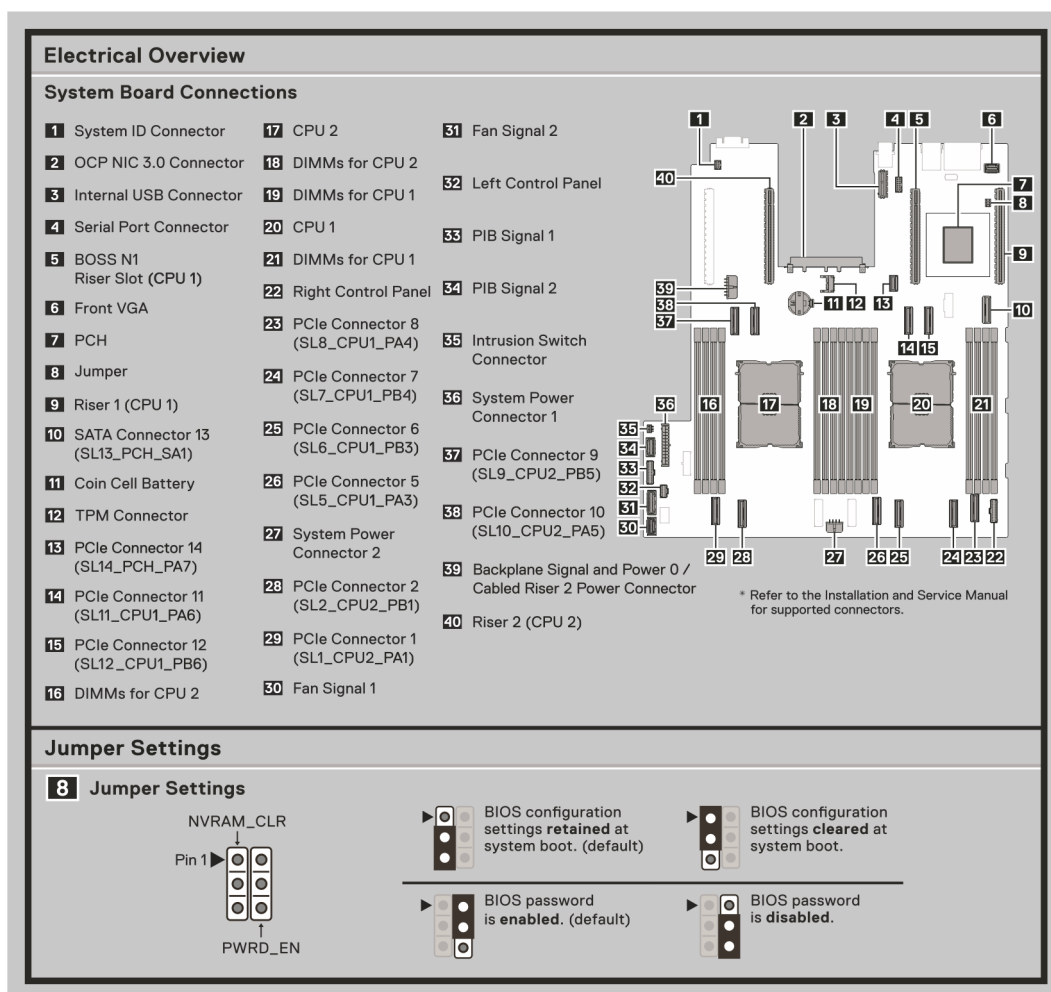 Electrical Overview
System Board Connections
1 System ID Connector
2 OCP NIC 3.0 Connector
3 Internal USB Connector
4 Serial Port Connector
5 BOSS N1
Riser Slot (CPU 1)
6 Front VGA
7 PCH
8 Jumper
9 Riser 1 (CPU 1)
10 SATA Connector 13
(SL13_PCH_SA1)
11 Coin Cell Battery
12 TPM Connector
13 PCIe Connector 14
(SL14_PCH_PA7)
14 PCIe Connector 11
(SL11_CPU1_PA6)
15 PCIe Connector 12
(SL12_CPU1_PB6)
16 DIMMs for CPU 2
17 CPU 2
18 DIMMs for CPU 2
19 DIMMs for CPU 1
20 CPU 1
21 DIMMs for CPU 1
22 Right Control Panel
23 PCIe Connector 8
(SL8_CPU1_PA4)
24 PCIe Connector 7
(SL7_CPU1_PB4)
25 PCIe Connector 6
(SL6_CPU1_PB3)
26 PCIe Connector 5
(SL5_CPU1_PA3)
27 System Power
Connector 2
28 PCIe Connector 2
(SL2_CPU2_PB1)
29 PCIe Connector 1
(SL1_CPU2_PA1)
30 Fan Signal 1
31 Fan Signal 2
32 Left Control Panel
33 PIB Signal 1
34 PIB Signal 2
35 Intrusion Switch
Connector
36 System Power
Connector 1
37 PCIe Connector 9
(SL9_CPU2_PB5)
38 PCIe Connector 10
(SL10_CPU2_PA5)
39 Backplane Signal and Power 0 /
Cabled Riser 2 Power Connector
40 Riser 2 (CPU 2)
1 2 3 4 5 6
40 7
8
9
39 11 12 13
38 10
37
14 15
16 17 18 19 20 21
36
35
34
33
32
31
30
29 28 27 26 25 24 23 22
* Refer to the Installation and Service Manual
for supported connectors.
Jumper Settings
8 Jumper Settings
NVRAM_CLR
Pin 1
PWRD_EN
BIOS configuration
settings retained at
system boot. (default)
BIOS configuration
settings cleared at
system boot.
BIOS password
is enabled. (default)
BIOS password
is disabled.